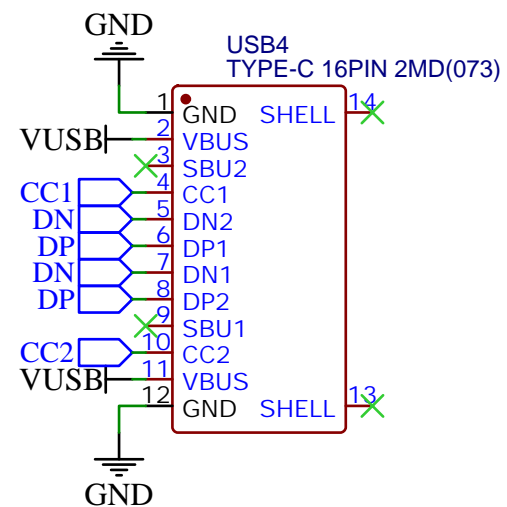 GND
USB4
TYPE-C 16PIN 2MD(073)
1 GND SHELL 14
VUSB 2 VBUS
3 SBU2
CC1 4 CC1
DN 5 DN2
DP 6 DP1
DN 7 DN1
DP 8 DP2
9 SBU1
CC2 10 CC2
VUSB 11 VBUS
12 GND SHELL 13
GND